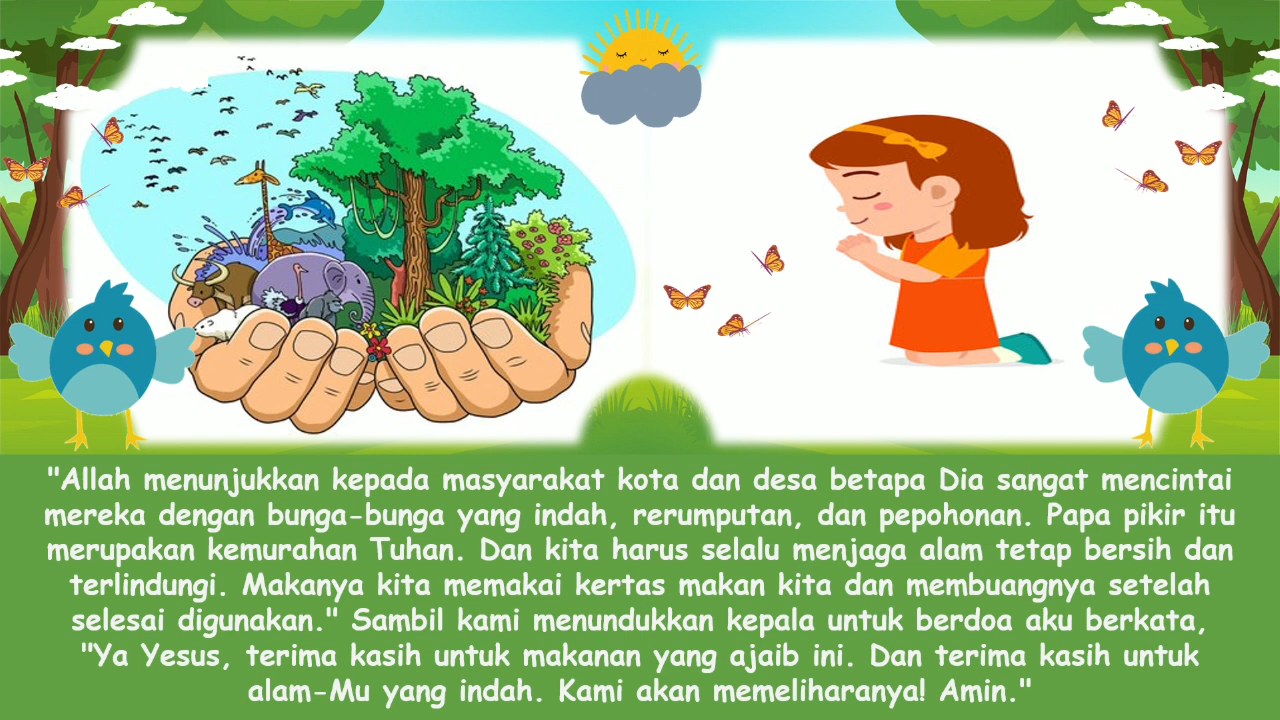 "Allah menunjukkan kepada masyarakat kota dan desa betapa Dia sangat mencintai
mereka dengan bunga-bunga yang indah, rerumputan, dan pepohonan. Papa pikir itu
merupakan kemurahan Tuhan. Dan kita harus selalu menjaga alam tetap bersih dan
terlindungi. Makanya kita memakai kertas makan kita dan membuangnya setelah
selesai digunakan." Sambil kami menundukkan kepala untuk berdoa aku berkata,
"Ya Yesus, terima kasih untuk makanan yang ajaib ini. Dan terima kasih untuk
alam-Mu yang indah. Kami akan memeliharanya! Amin."